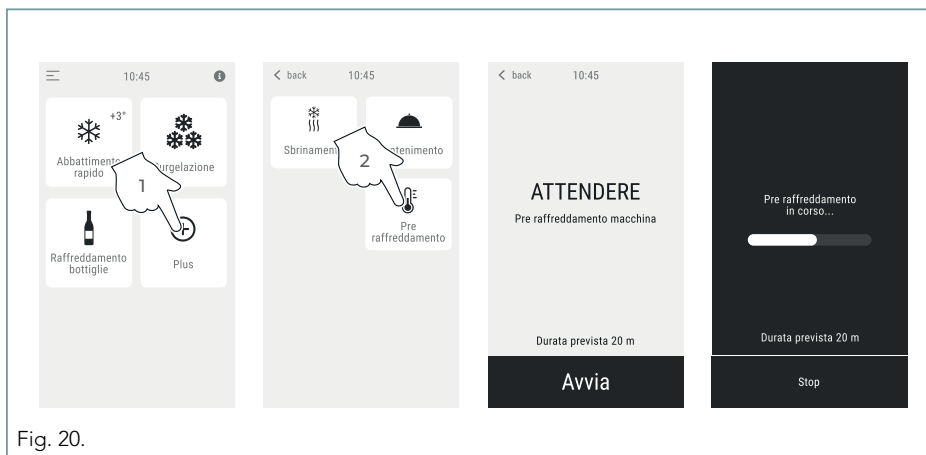 10:45
+3°
Abbattimento
rapido
urgelazione
1
Raffreddamento
bottiglie
Plus
back 10:45
Sbriname
2
tenimento
Pre
raffreddamento
back 10:45
ATTENDERE
Pre raffreddamento macchina
Durata prevista 20 m
Avvia
Pre raffreddamento
in corso...
Durata prevista 20 m
Stop
Fig. 20.